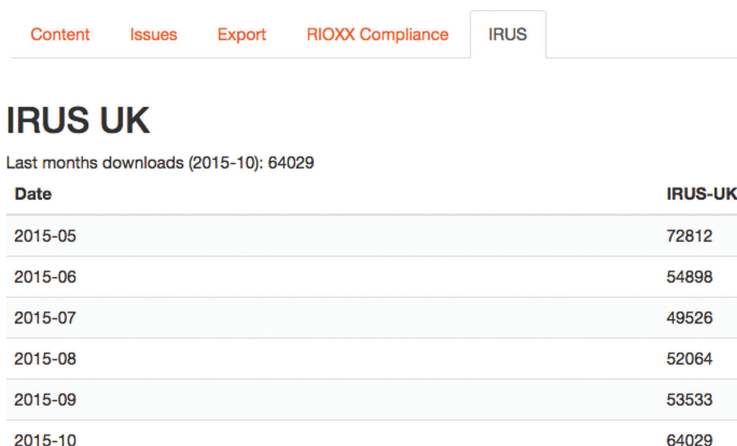 Content Issues Export RIOXX Compliance IRUS
IRUS UK
Last months downloads (2015-10): 64029
Date IRUS-UK
2015-05 72812
2015-06 54898
2015-07 49526
2015-08 52064
2015-09 53533
2015-10 64029